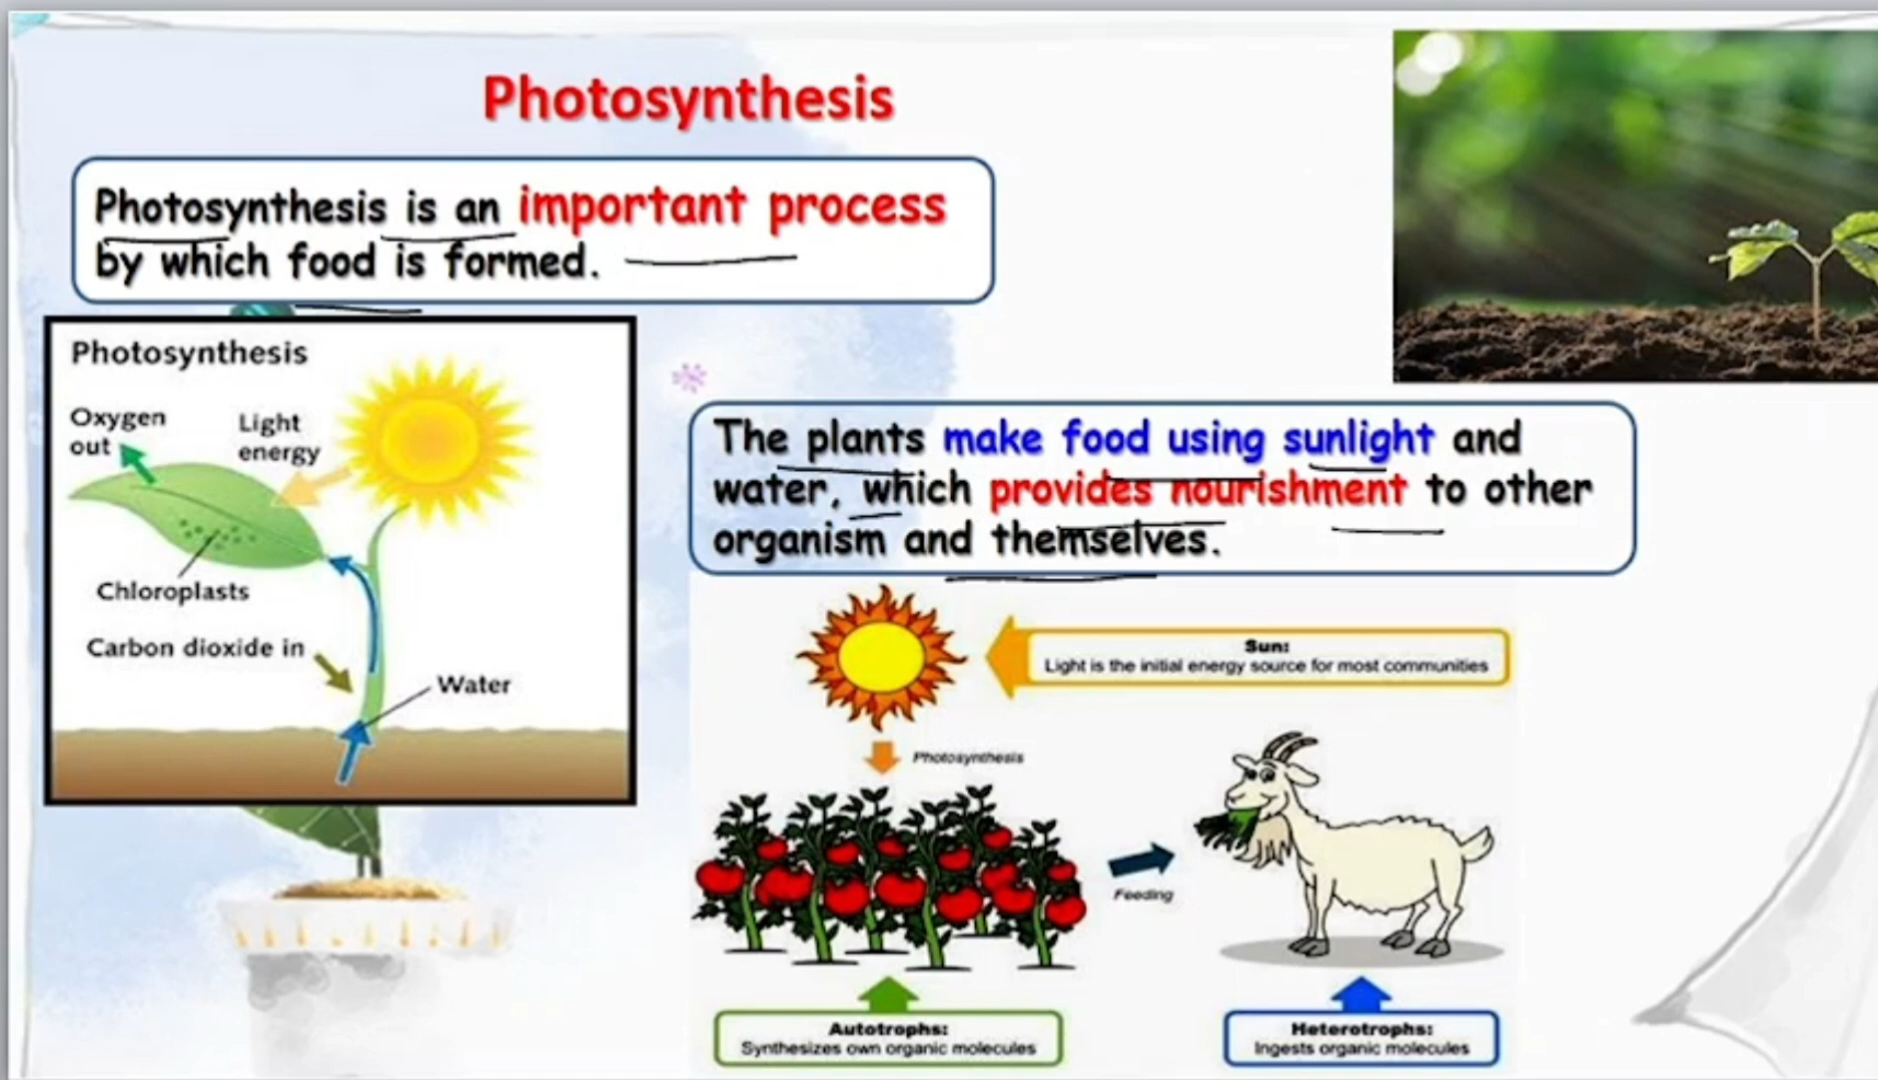 Photosynthesis
Photosynthesis is an important process
by which food is formed.
Photosynthesis
Oxygen
out
Light
energy
Chloroplasts
Carbon dioxide in
Water
The plants make food using sunlight and
water, which provides nourishment to other
organism and themselves.
Sun:
Light is the initial energy source for most communities
Photosynthesis
Feeding
Autotrophs:
Synthesizes own organic molecules
Heterotrophs:
Ingests organic molecules